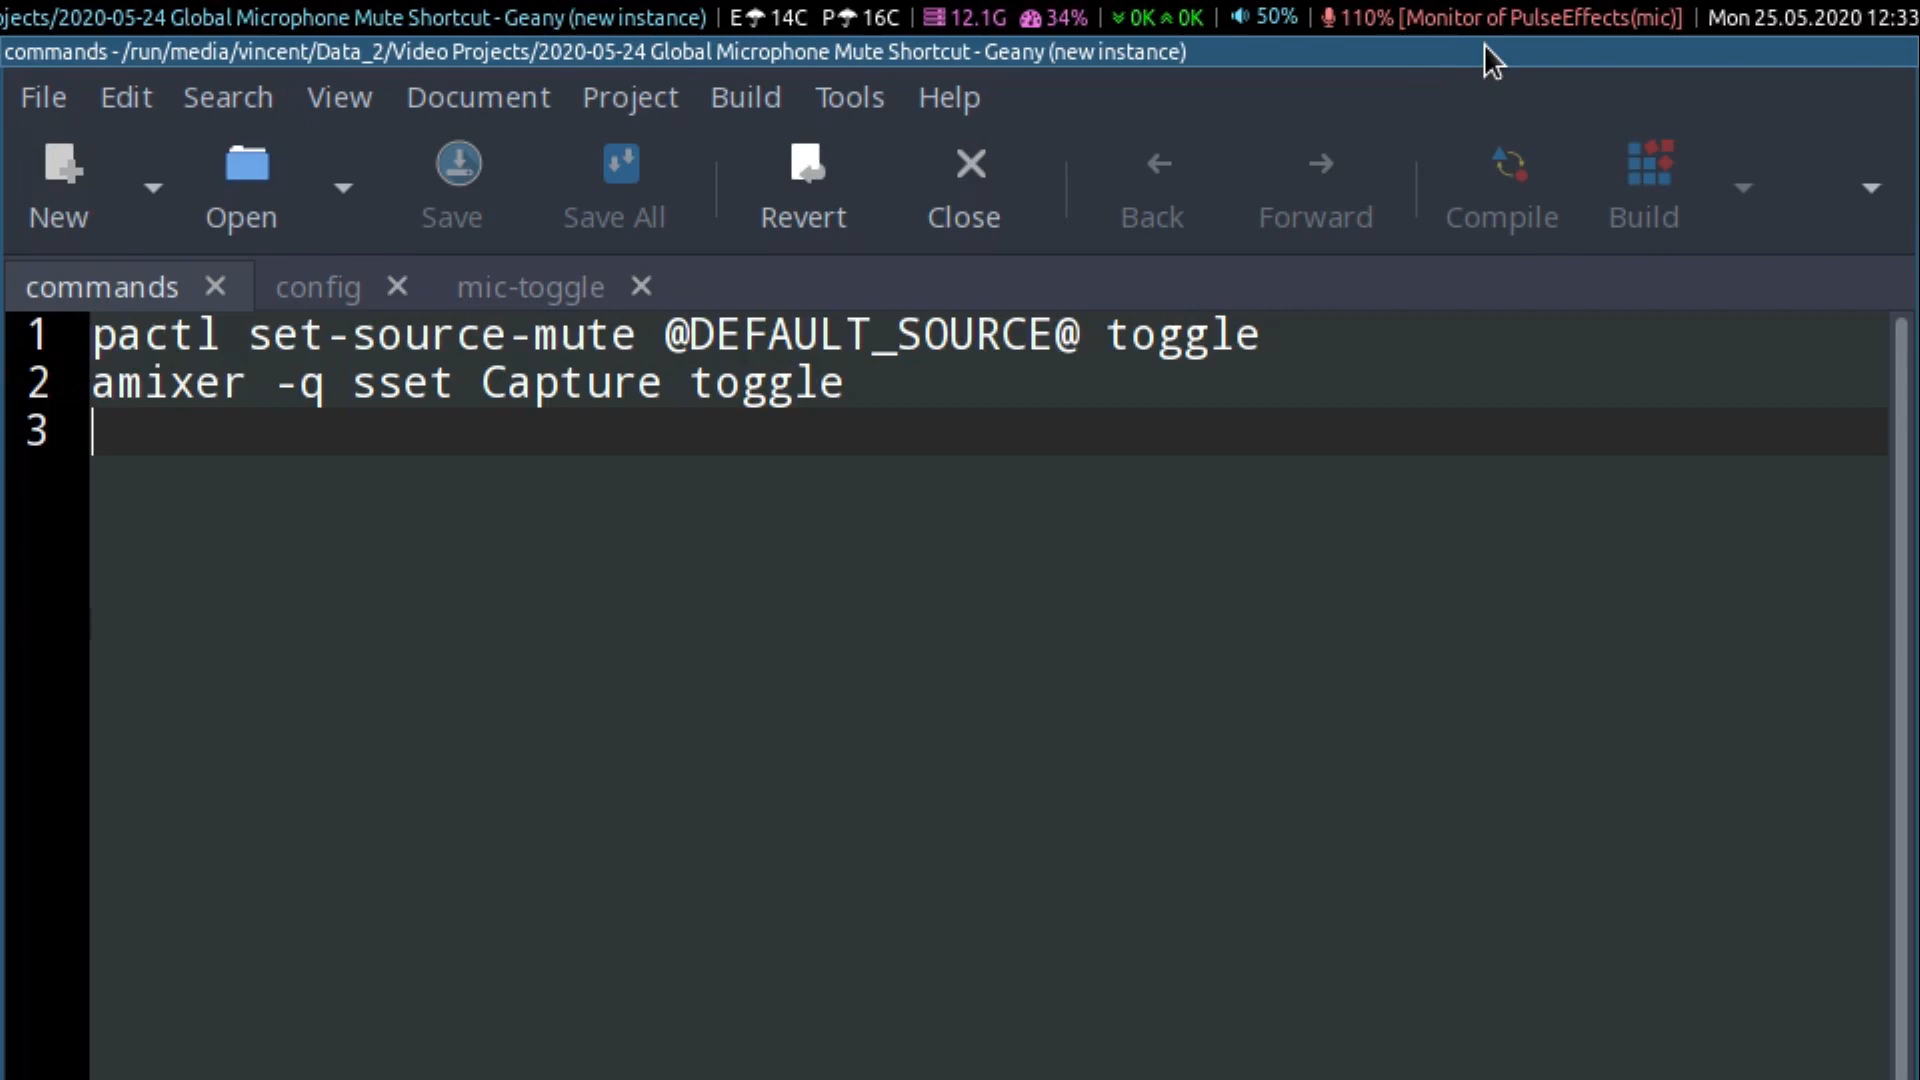 ojects/2020-05-24 Global Microphone Mute Shortcut - Geany (new instance) | E 14C P 16C | 12.1G 34% | 0K 0K | 50% | 110% [Monitor of PulseEffects(mic)] | Mon 25.05.2020 12:33
commands - /run/media/vincent/Data_2/Video Projects/2020-05-24 Global Microphone Mute Shortcut - Geany (new instance)
File Edit Search View Document Project Build Tools Help
New Open Save Save All Revert Close Back Forward Compile Build
commands config mic-toggle
1 pactl set-source-mute @DEFAULT_SOURCE@ toggle
2 amixer -q sset Capture toggle
3